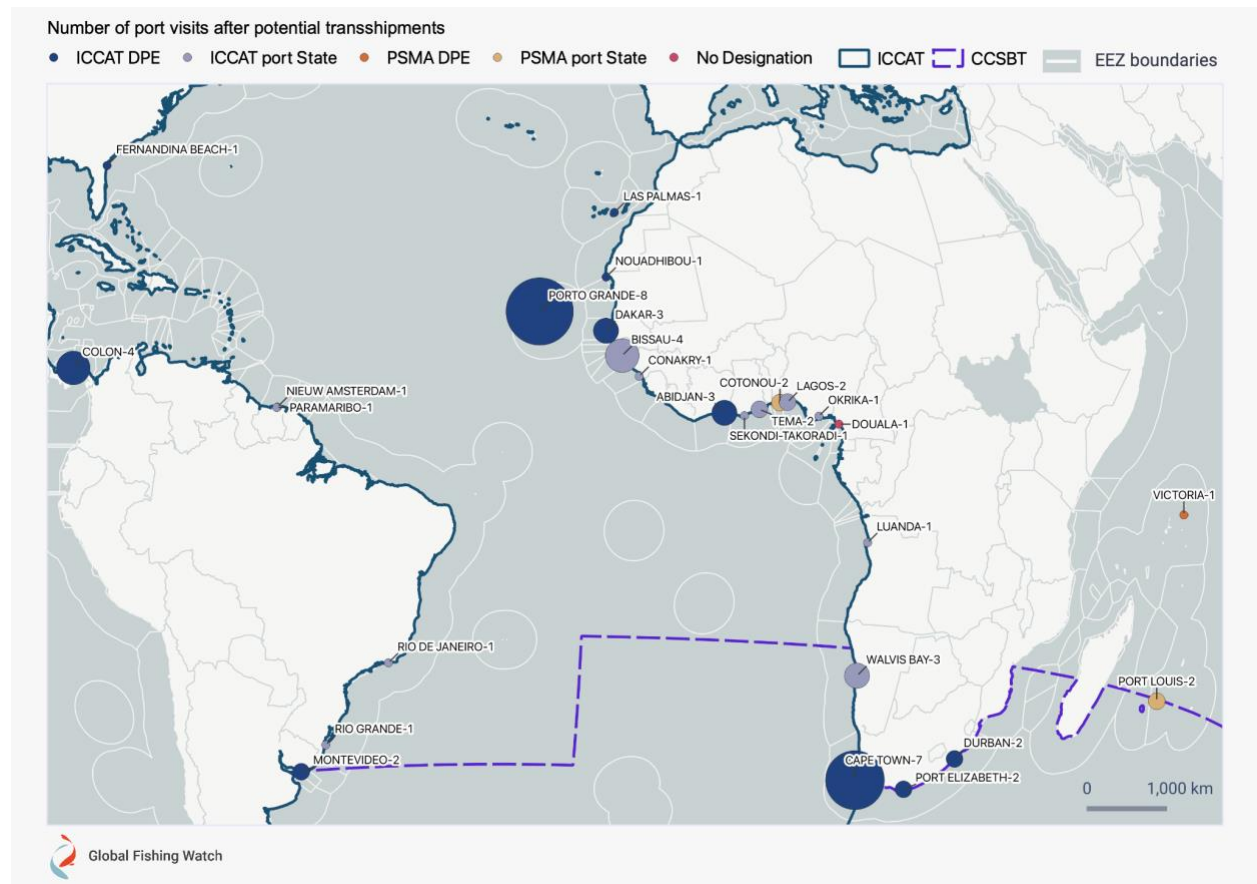 Number of port visits after potential transshipments
ICCAT DPE ICCAT port State PSMA DPE PSMA port State No Designation ICCAT CCSBT EEZ boundaries
FERNANDINA BEACH-1
LAS PALMAS-1
NOUADHIBOU-1
PORTO GRANDE-8
DAKAR-3
BISSAU-4
COLON-4
CONAKRY-1
COTONOU-2
LAGOS-2
NIEUW AMSTERDAM-1
ABIDJAN-3
OKRIKA-1
PARAMARIBO-1
TEMA-2
DOUALA-1
SEKONDI-TAKORADI-1
VICTORIA-1
LUANDA-1
RIO DE JANEIRO-1
WALVIS BAY-3
PORT LOUIS-2
RIO GRANDE-1
DURBAN-2
MONTEVIDEO-2
CAPE TOWN-7
PORT ELIZABETH-2
0 1,000 km
Global Fishing Watch